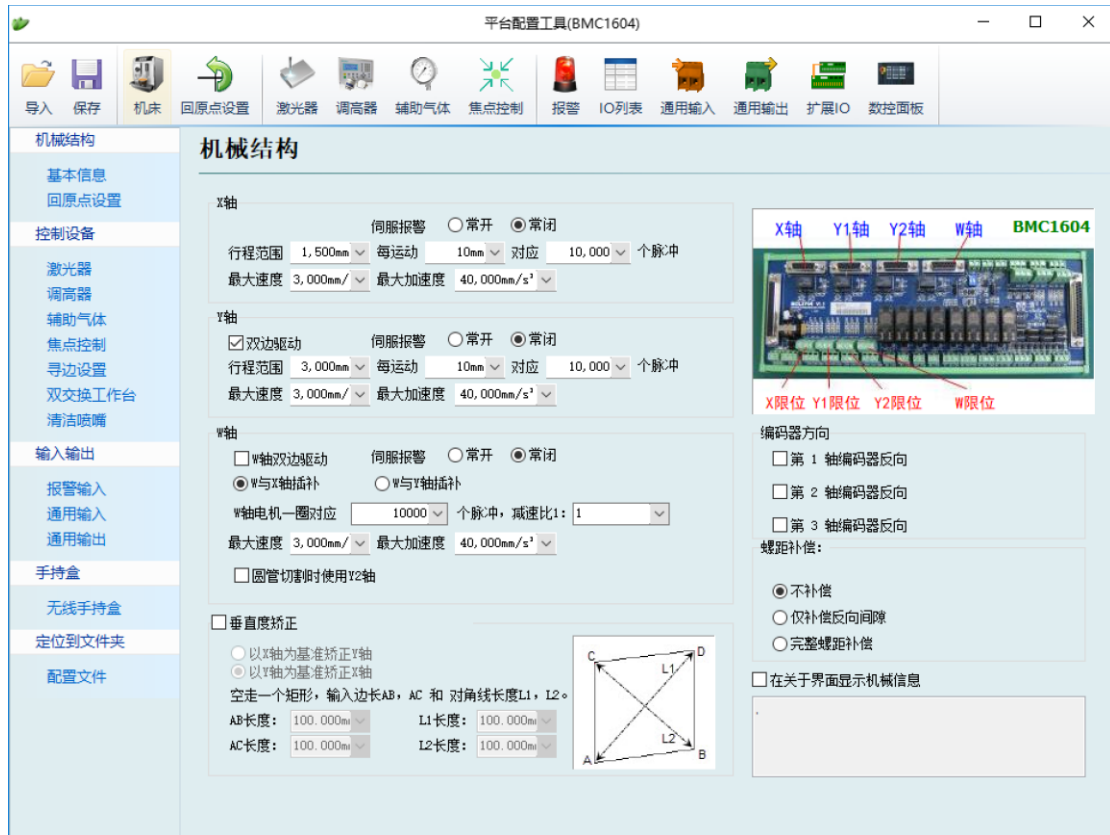 平台配置工具(BMC1604)
导入 保存 机床 回原点设置 激光器 调高器 辅助气体 焦点控制 报警 IO列表 通用输入 通用输出 扩展IO 数控面板
机械结构
基本信息
回原点设置
控制设备
激光器
调高器
辅助气体
焦点控制
寻边设置
双交换工作台
清洁喷嘴
输入输出
报警输入
通用输入
通用输出
手持盒
无线手持盒
定位到文件夹
配置文件
机械结构
X轴
伺服报警 常开 常闭
行程范围 1,500mm 每运动 10mm 对应 10,000 个脉冲
最大速度 3,000mm/ 最大加速度 40,000mm/s²
Y轴
双边驱动 伺服报警 常开 常闭
行程范围 3,000mm 每运动 10mm 对应 10,000 个脉冲
最大速度 3,000mm/ 最大加速度 40,000mm/s²
W轴
W轴双边驱动 伺服报警 常开 常闭
W与X轴插补 W与Y轴插补
W轴电机一圈对应 10000 个脉冲，减速比1: 1
最大速度 3,000mm/ 最大加速度 40,000mm/s²
圆管切割时使用Y2轴
垂直度矫正
以X轴为基准矫正Y轴
以Y轴为基准矫正X轴
空走一个矩形，输入边长AB，AC 和 对角线长度L1，L2。
AB长度: 100.000m L1长度: 100.000m
AC长度: 100.000m L2长度: 100.000m
C D
L1
L2
A B
X轴 Y1轴 Y2轴 W轴 BMC1604
X限位 Y1限位 Y2限位 W限位
编码器方向
第 1 轴编码器反向
第 2 轴编码器反向
第 3 轴编码器反向
螺距补偿:
不补偿
仅补偿反向间隙
完整螺距补偿
在关于界面显示机械信息